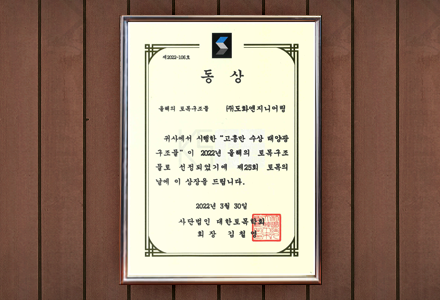 제2022-106호
동 상
올해의 토목구조물 ㈜도화엔지니어링
귀사에서 시행한 "고흥만 수상 태양광
구조물" 이 2022년 올해의 토목구조
물로 선정되었기에 제25회 토목의
날에 이 상장을 드립니다.
2022년 3월 30일
사단법인 대한토목학회
회 장 김 철 영